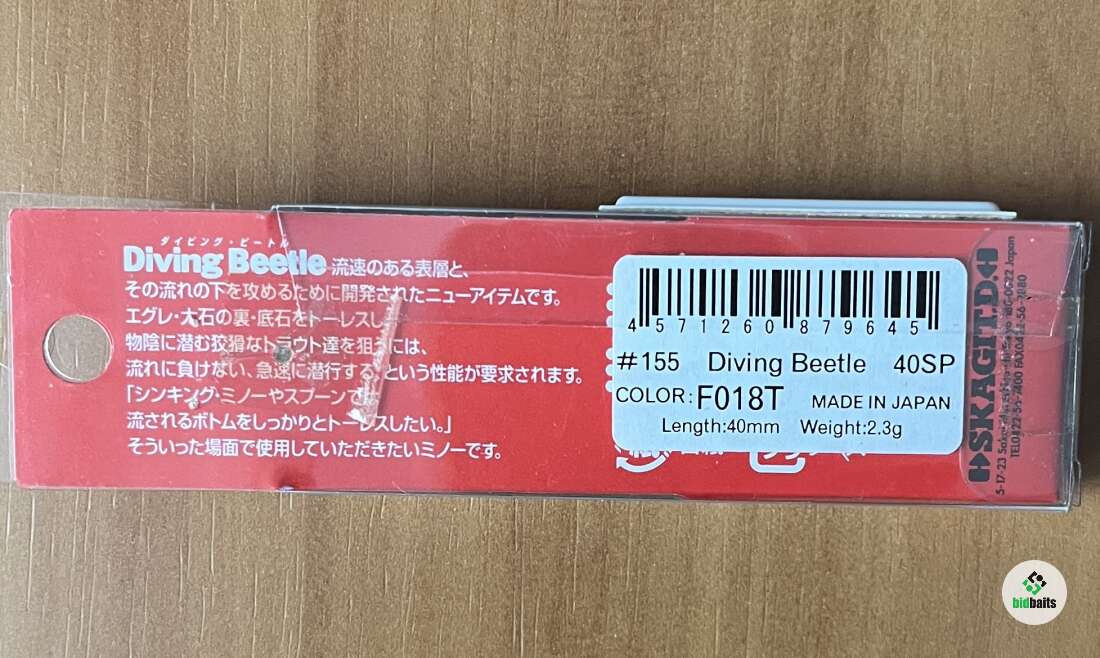 ダイビング・ビートル
Diving Beetle 流速のある表層と、
その流れの下を攻めるために開発されたニューアイテムです。
エグレ・大石の裏・底石をトーレスし
物陰に潜む狡猾なトラウト達を狙うには、
流れに負けない、急速に潜行する、という性能が要求されます。
「シンキング・ミノーやスプーンで
流されるボトムをしっかりとトーレスしたい。」
そういった場面で使用していただきたいミノーです。
4 571260 879645
#155 Diving Beetle 40SP
COLOR:F018T MADE IN JAPAN
Length:40mm Weight:2.3g
SKAGIT.D.
5-17-23
Japan
bidbaits